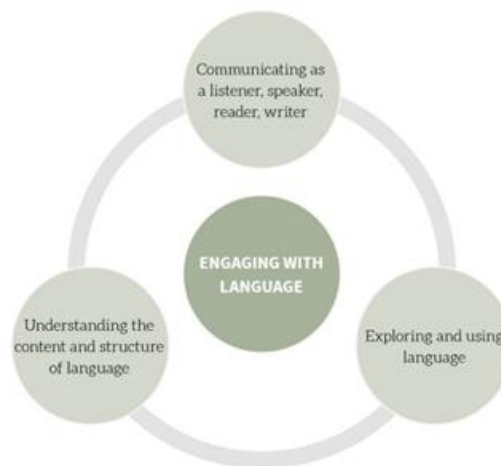 Communicating as
a listener, speaker,
reader, writer
ENGAGING WITH
LANGUAGE
Understanding the
content and structure
of language
Exploring and using
language